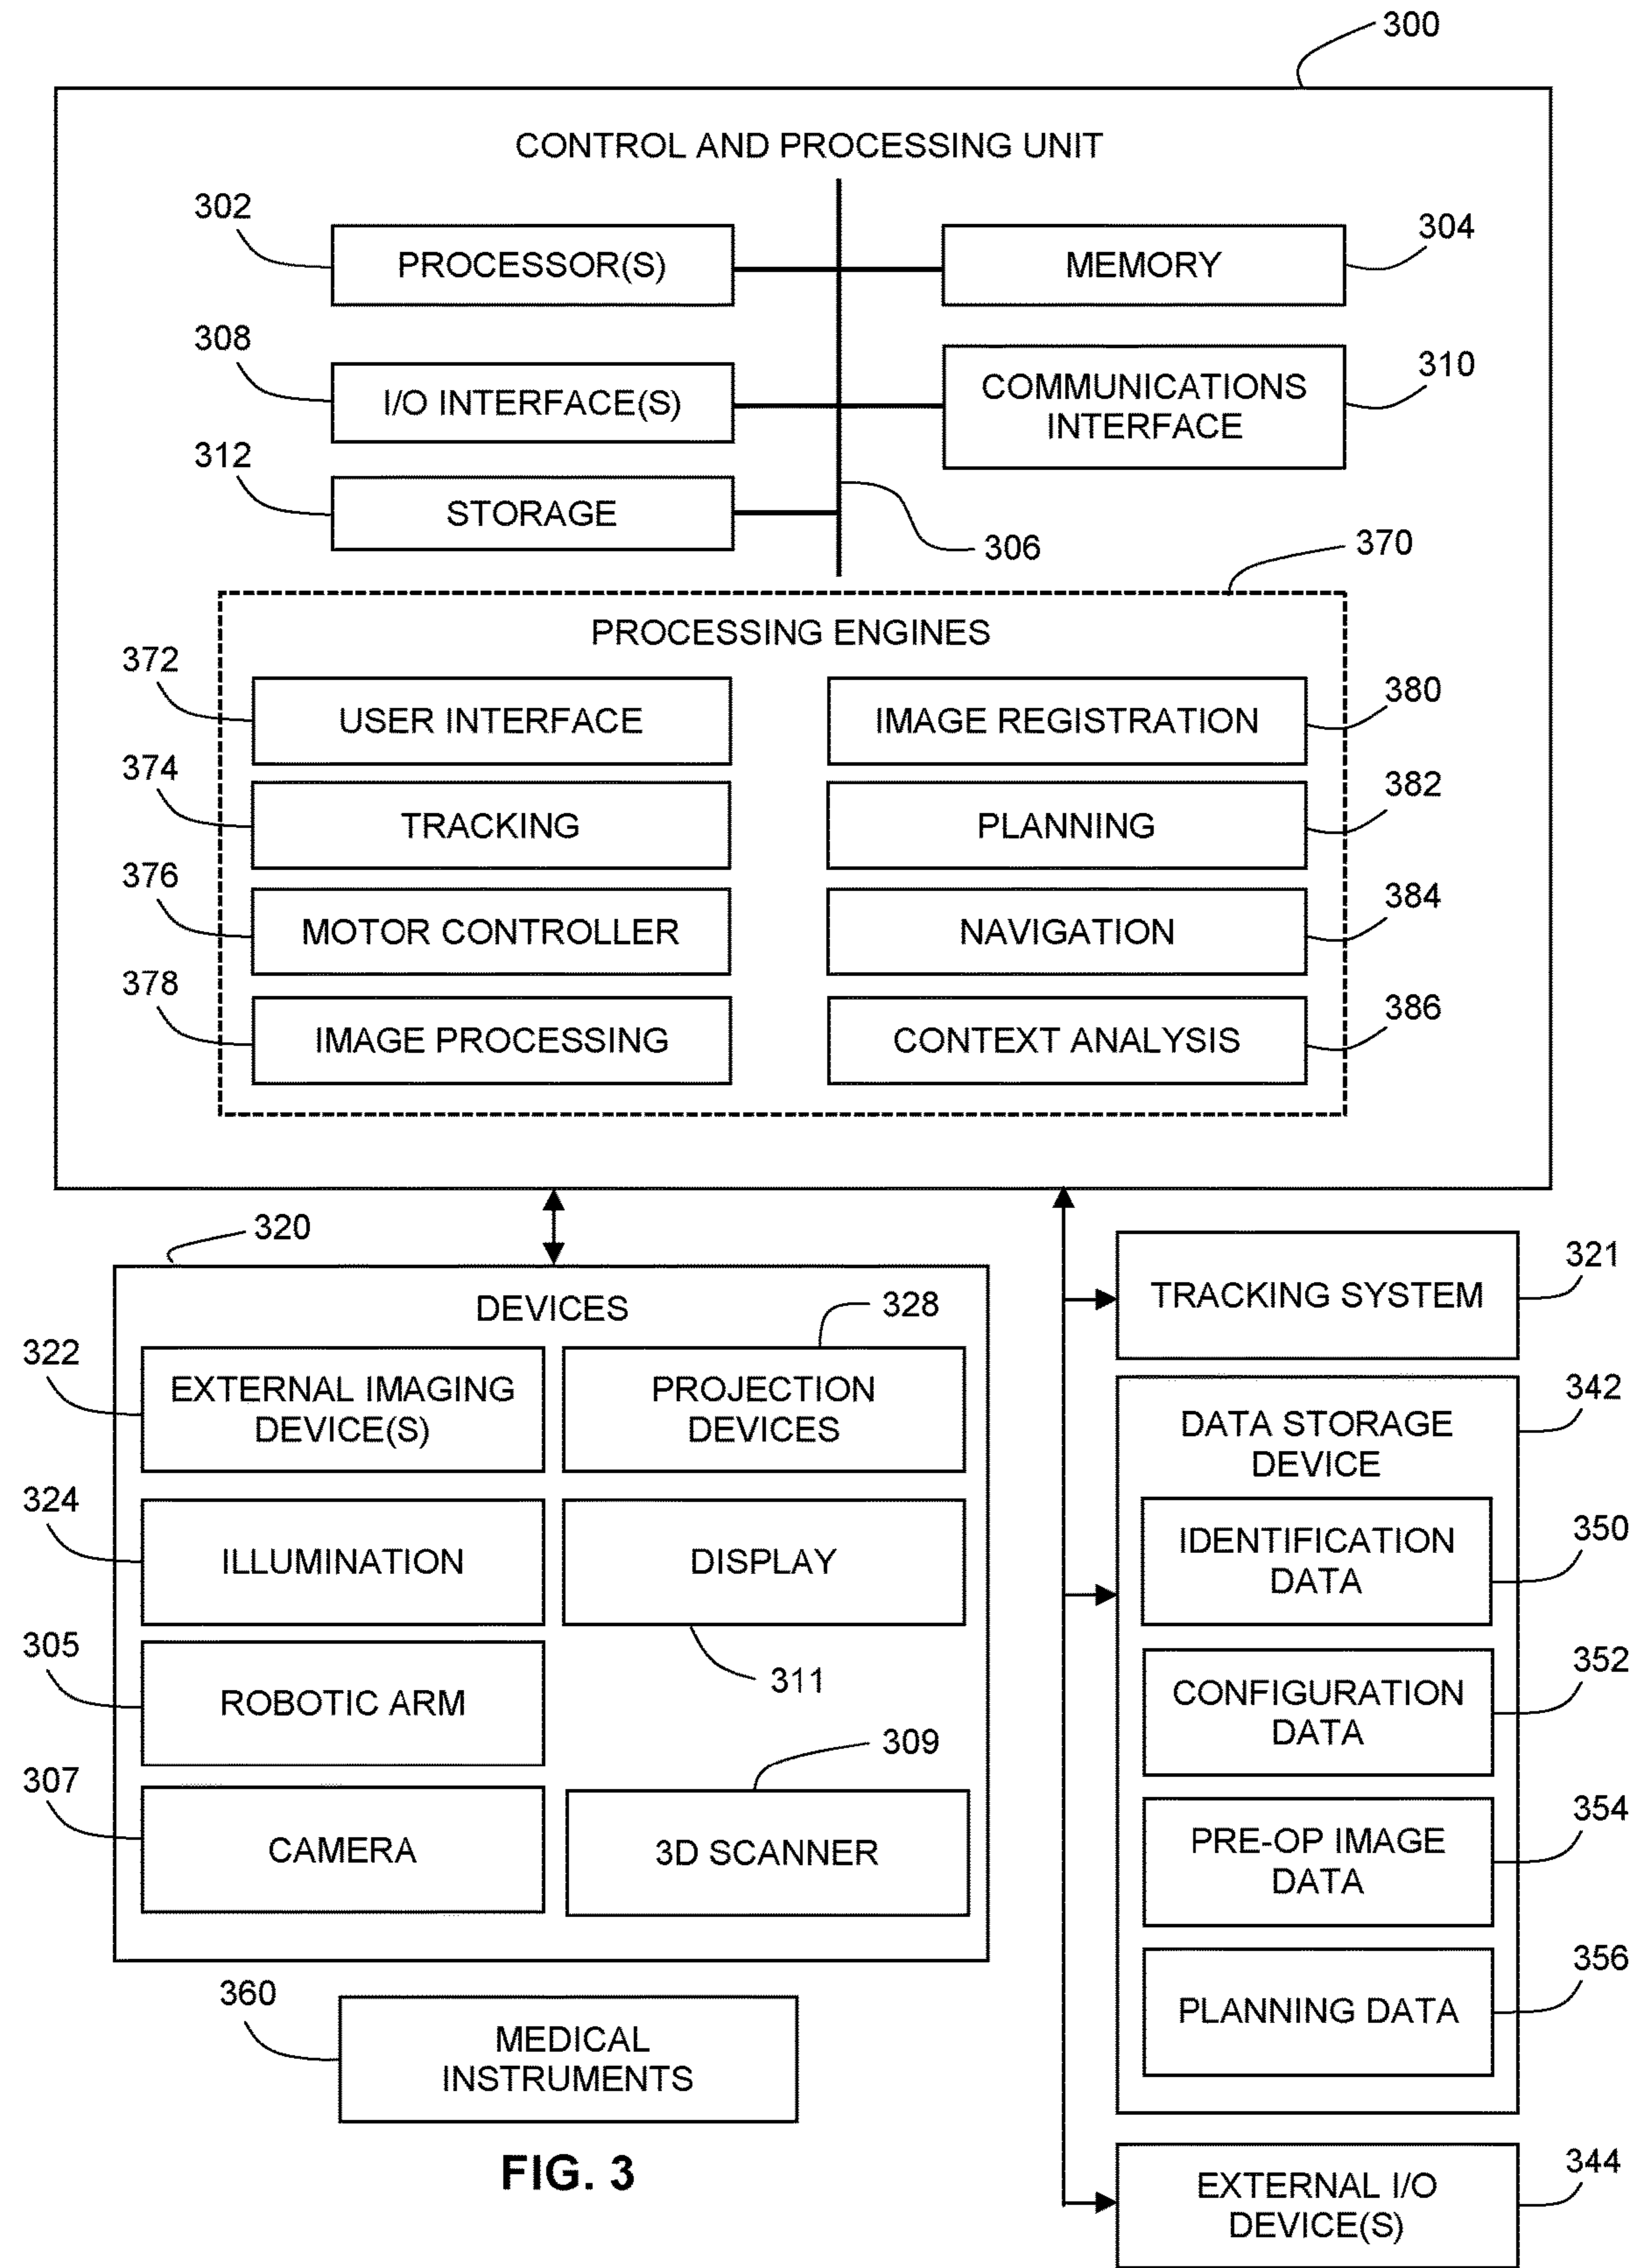 300
CONTROL AND PROCESSING UNIT
302
PROCESSOR(S)
MEMORY
304
308
I/O INTERFACE(S)
COMMUNICATIONS
INTERFACE
310
312
STORAGE
306
370
PROCESSING ENGINES
372
USER INTERFACE
IMAGE REGISTRATION
380
374
TRACKING
PLANNING
382
376
MOTOR CONTROLLER
NAVIGATION
384
378
IMAGE PROCESSING
CONTEXT ANALYSIS
386
320
DEVICES
328
322
EXTERNAL IMAGING
DEVICE(S)
PROJECTION
DEVICES
324
ILLUMINATION
DISPLAY
311
305
ROBOTIC ARM
309
307
CAMERA
3D SCANNER
360
MEDICAL
INSTRUMENTS
TRACKING SYSTEM
321
342
DATA STORAGE
DEVICE
IDENTIFICATION
DATA
350
CONFIGURATION
DATA
352
PRE-OP IMAGE
DATA
354
PLANNING DATA
356
EXTERNAL I/O
DEVICE(S)
344
FIG. 3